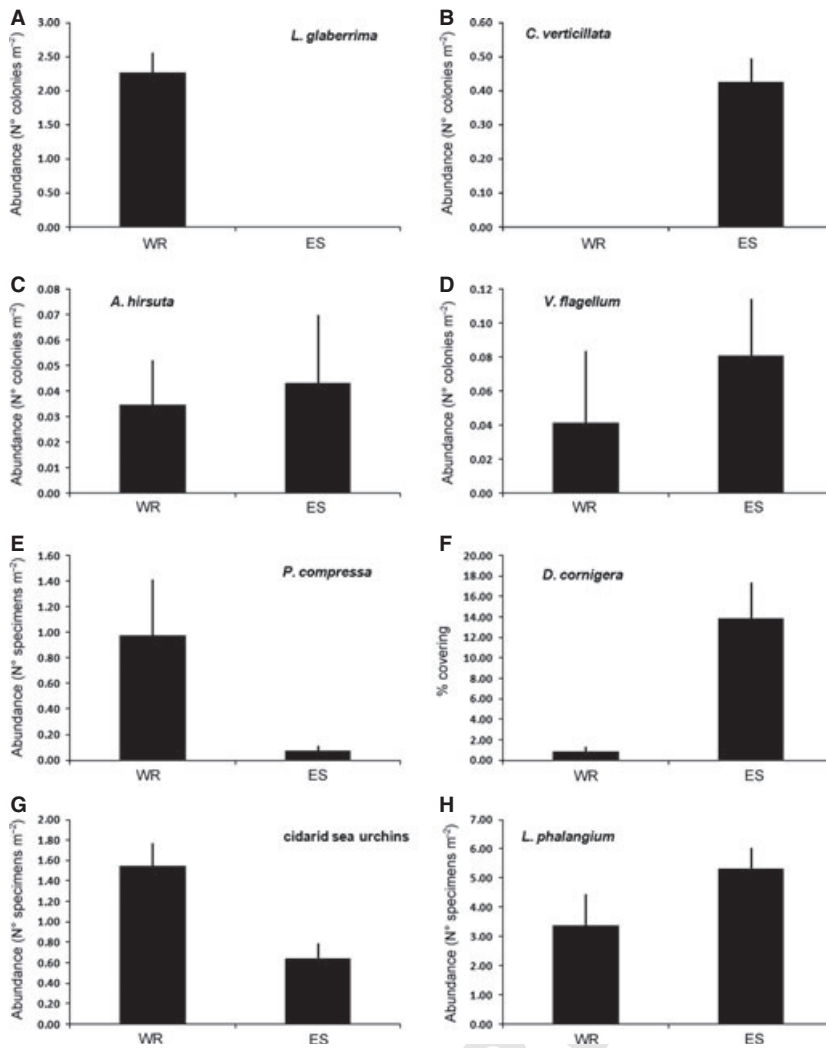 A
L. glaberrima
Abundance (N° colonies m⁻²)
3.00
2.50
2.00
1.50
1.00
0.50
0.00
WR
ES
B
C. verticillata
Abundance (N° colonies m⁻²)
0.60
0.50
0.40
0.30
0.20
0.10
0.00
WR
ES
C
A. hirsuta
Abundance (N° colonies m⁻²)
0.08
0.07
0.06
0.05
0.04
0.03
0.02
0.01
0.00
WR
ES
D
V. flagellum
Abundance (N° colonies m⁻²)
0.12
0.10
0.08
0.06
0.04
0.02
0.00
WR
ES
E
P. compressa
Abundance (N° specimens m⁻²)
1.60
1.40
1.20
1.00
0.80
0.60
0.40
0.20
0.00
WR
ES
F
D. cornigera
% covering
20.00
18.00
16.00
14.00
12.00
10.00
8.00
6.00
4.00
2.00
0.00
WR
ES
G
cidarid sea urchins
Abundance (N° specimens m⁻²)
2.00
1.80
1.60
1.40
1.20
1.00
0.80
0.60
0.40
0.20
0.00
WR
ES
H
L. phalangium
Abundance (N° specimens m⁻²)
7.00
6.00
5.00
4.00
3.00
2.00
1.00
0.00
WR
ES